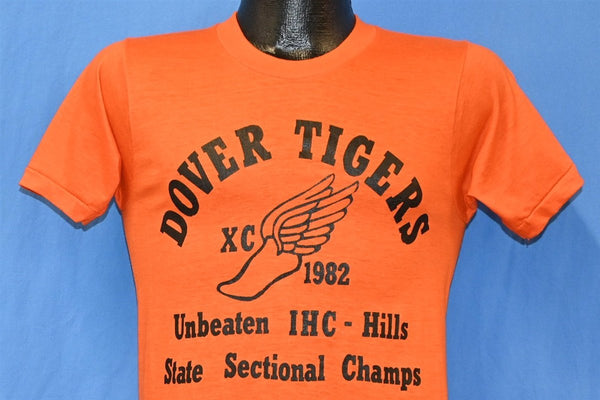 DOVER TIGERS
XC
1982
Unbeaten IHC - Hills
State Sectional Champs